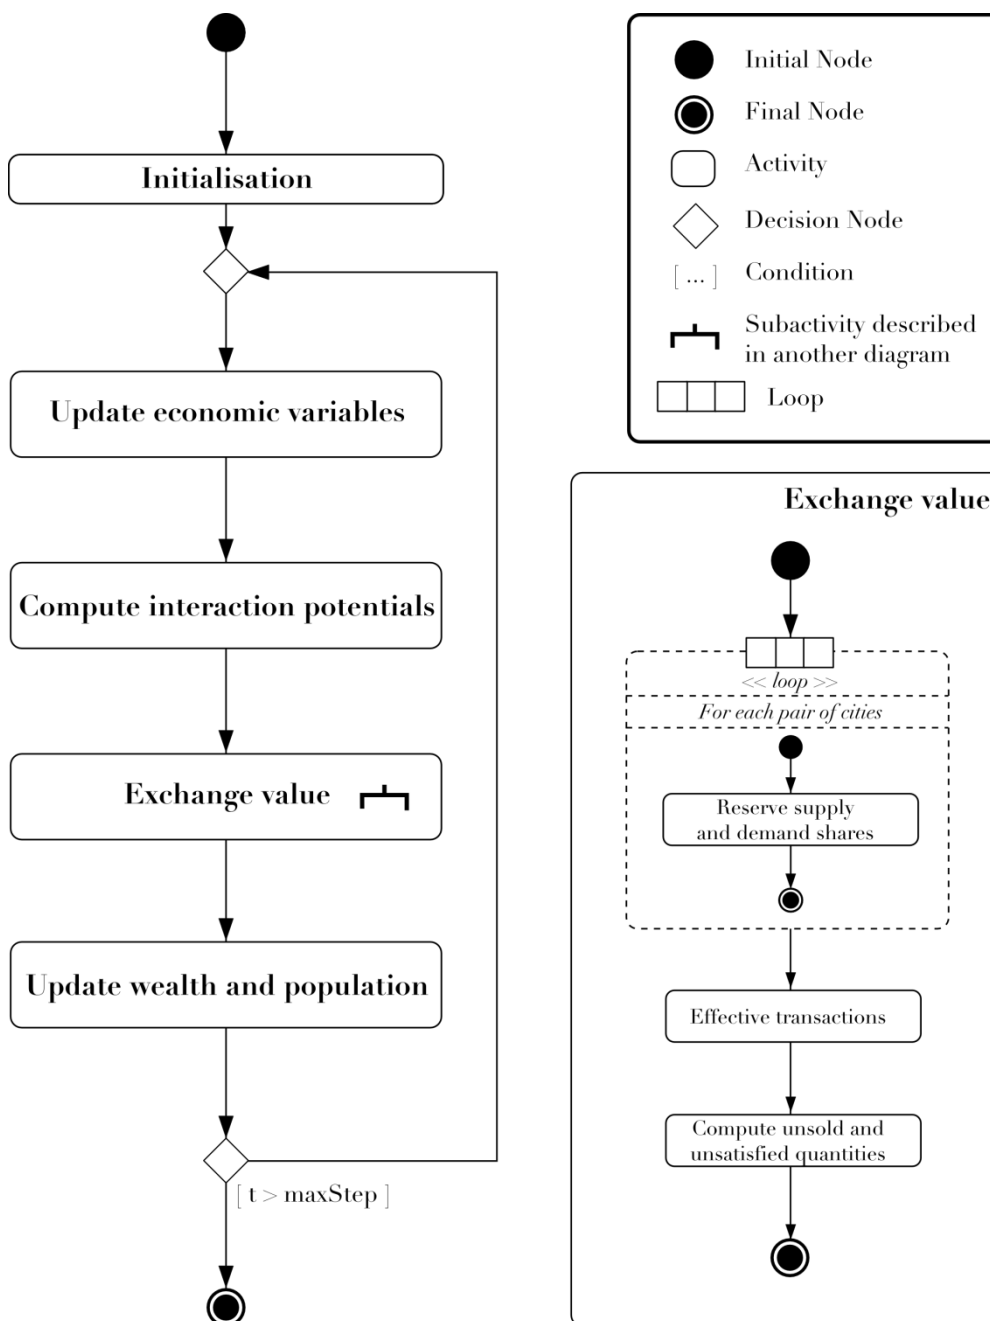 Initialisation
Update economic variables
Compute interaction potentials
Exchange value
Update wealth and population
[ t > maxStep ]
Initial Node
Final Node
Activity
Decision Node
[ ... ]
Condition
Subactivity described
in another diagram
Loop
Exchange value
<< loop >>
For each pair of cities
Reserve supply
and demand shares
Effective transactions
Compute unsold and
unsatisfied quantities